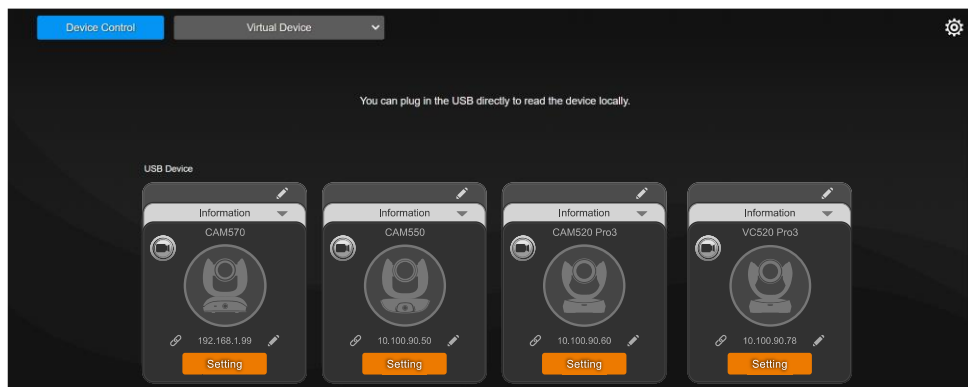 Device Control
Virtual Device
You can plug in the USB directly to read the device locally.
USB Device
Information
Information
Information
Information
CAM570
CAM550
CAM520 Pro3
VC520 Pro3
192.168.1.99
10.100.90.50
10.100.90.60
10.100.90.78
Setting
Setting
Setting
Setting